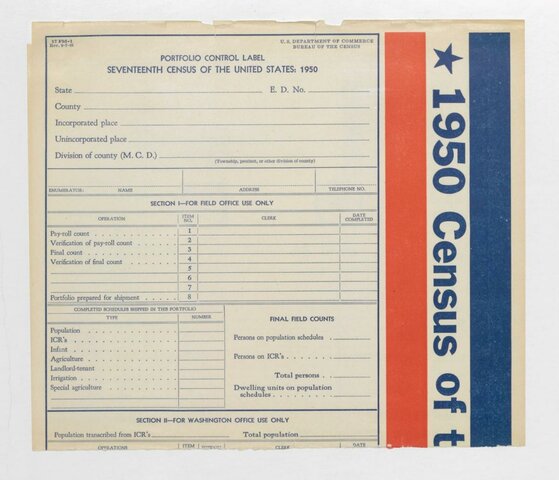 17 F90-1
U. S. DEPARTMENT OF COMMERCE
BUREAU OF THE CENSUS
PORTFOLIO CONTROL LABEL
SEVENTEENTH CENSUS OF THE UNITED STATES: 1950
State
E. D. No.
County
Incorporated place
Unincorporated place
Division of county (M. C. D.)
(Township, precinct, or other division of county)
ENUMERATOR: NAME ADDRESS TELEPHONE NO.
SECTION I—FOR FIELD OFFICE USE ONLY
OPERATION ITEM NO. CLERK DATE COMPLETED
Pay-roll count 1
Verification of pay-roll count 2
Final count 3
Verification of final count 4
5
6
7
Portfolio prepared for shipment 8
COMPLETED SCHEDULES SHIPPED IN THIS PORTFOLIO
TYPE NUMBER
Population
ICR's
Infant
Agriculture
Landlord-tenant
Irrigation
Special agriculture
FINAL FIELD COUNTS
Persons on population schedules
Persons on ICR's
Total persons
Dwelling units on population
schedules
SECTION II—FOR WASHINGTON OFFICE USE ONLY
Population transcribed from ICR's Total population
OPERATIONS ITEM CLERK DATE
★ 1950 Census of t